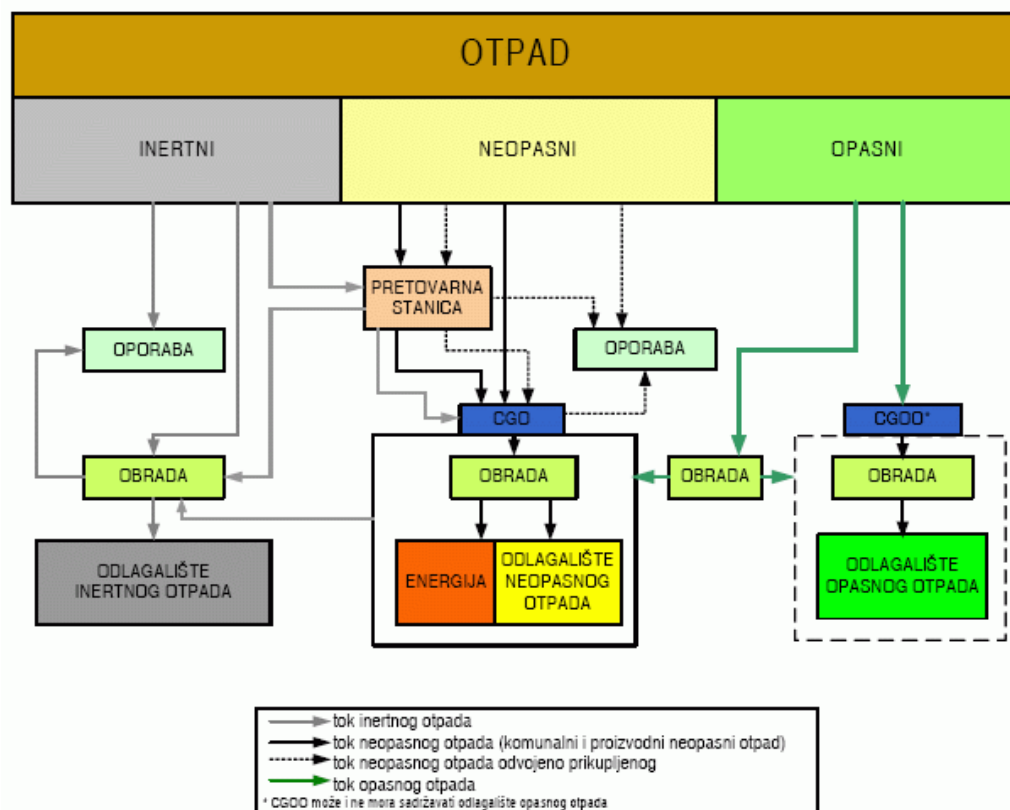 OTPAD
INERTNI
NEOPASNI
OPASNI
PRETOVARNA
STANICA
OPORABA
OPORABA
CGO
CGOO*
OBRADA
OBRADA
OBRADA
OBRADA
ODLAGALIŠTE
INERTNOG OTPADA
ENERGIJA
ODLAGALIŠTE
NEOPASNOG
OTPADA
ODLAGALIŠTE
OPASNOG OTPADA
tok inertnog otpada
tok neopasnog otpada (komunalni i proizvodni neopasni otpad)
tok neopasnog otpada odvojeno prikupljenog
tok opasnog otpada
* CGOO može i ne mora sadržavati odlagalište opasnog otpada